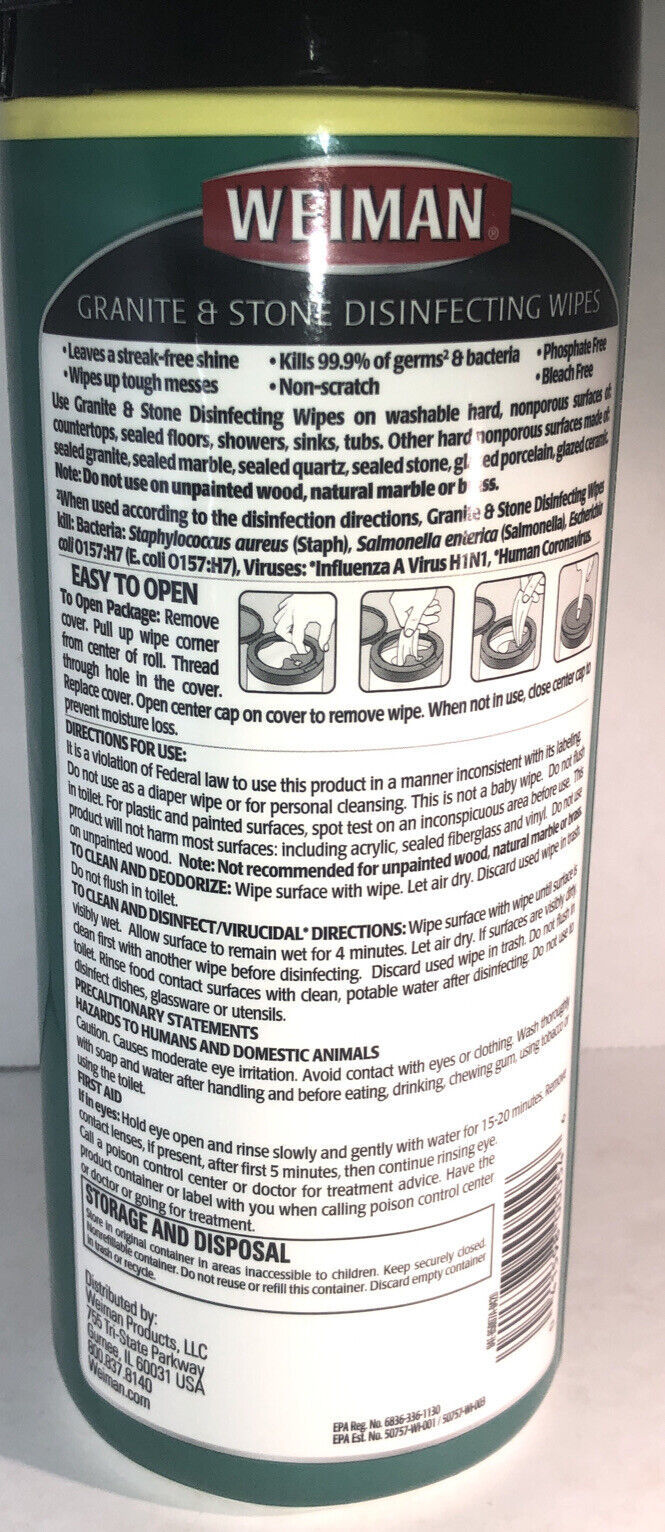 WEIMAN®
GRANITE & STONE DISINFECTING WIPES
•Leaves a streak-free shine •Kills 99.9% of germs² & bacteria •Phosphate Free
•Wipes up tough messes •Non-scratch •Bleach Free
Use Granite & Stone Disinfecting Wipes on washable hard, nonporous surfaces of:
countertops, sealed floors, showers, sinks, tubs. Other hard nonporous surfaces made of:
sealed granite, sealed marble, sealed quartz, sealed stone, gl ed porcelain, glazed ceramic.
Note: Do not use on unpainted wood, natural marble or b ss.
²When used according to the disinfection directions, Granite & Stone Disinfecting Wipes
kill: Bacteria: Staphylococcus aureus (Staph), Salmonella enterica (Salmonella), Escherichia
coli O157:H7 (E. coli O157:H7), Viruses: *Influenza A Virus H1N1, *Human Coronavirus
EASY TO OPEN
To Open Package: Remove
cover. Pull up wipe corner
from center of roll. Thread
through hole in the cover.
Replace cover. Open center cap on cover to remove wipe. When not in use, close center cap to
prevent moisture loss.
DIRECTIONS FOR USE:
It is a violation of Federal law to use this product in a manner inconsistent with its labeling
Do not use as a diaper wipe or for personal cleansing. This is not a baby wipe. Do not flush
in toilet. For plastic and painted surfaces, spot test on an inconspicuous area before use. This
product will not harm most surfaces: including acrylic, sealed fiberglass and vinyl. Do not use
on unpainted wood. Note: Not recommended for unpainted wood, natural marble or brass.
TO CLEAN AND DEODORIZE: Wipe surface with wipe. Let air dry. Discard used wipe in trash.
Do not flush in toilet.
TO CLEAN AND DISINFECT/VIRUCIDAL* DIRECTIONS: Wipe surface with wipe until surface is
visibly wet. Allow surface to remain wet for 4 minutes. Let air dry. If surfaces are visibly dirty,
clean first with another wipe before disinfecting. Discard used wipe in trash. Do not flush in
toilet. Rinse food contact surfaces with clean, potable water after disinfecting. Do not use to
disinfect dishes, glassware or utensils.
PRECAUTIONARY STATEMENTS
HAZARDS TO HUMANS AND DOMESTIC ANIMALS
Caution. Causes moderate eye irritation. Avoid contact with eyes or clothing. Wash thoroughly
with soap and water after handling and before eating, drinking, chewing gum, using tobacco or
using the toilet.
FIRST AID
If in eyes: Hold eye open and rinse slowly and gently with water for 15-20 minutes. Remove
contact lenses, if present, after first 5 minutes, then continue rinsing eye.
Call a poison control center or doctor for treatment advice. Have the
product container or label with you when calling poison control center
or doctor or going for treatment.
STORAGE AND DISPOSAL
Store in original container in areas inaccessible to children. Keep securely closed.
Nonrefillable container. Do not reuse or refill this container. Discard empty container
in trash or recycle.
Distributed by:
Weiman Products, LLC
755 Tri-State Parkway
Gurnee, IL 60031 USA
800.837.8140
Weiman.com
EPA Reg. No. 6836-336-1130
EPA Est. No. 50757-WI-001 / 50757-WI-003